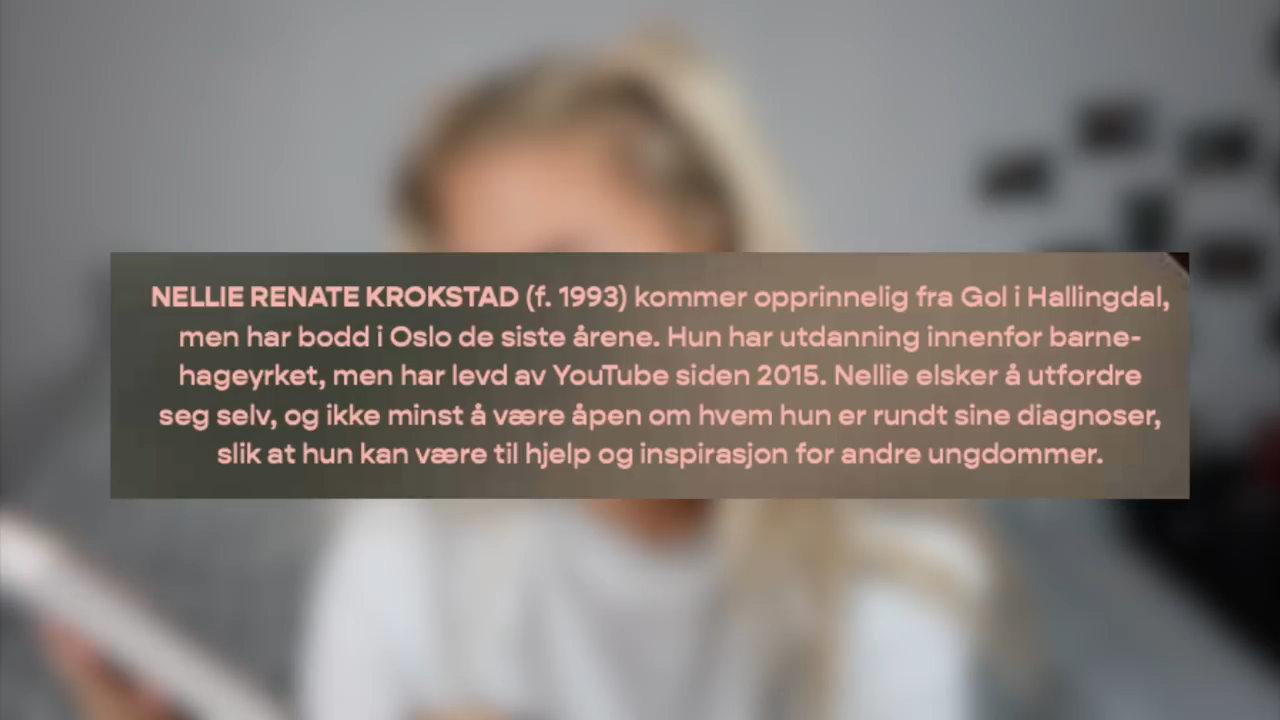 NELLIE RENATE KROKSTAD (f. 1993) kommer opprinnelig fra Gol i Hallingdal,
men har bodd i Oslo de siste årene. Hun har utdanning innenfor barne-
hageyrket, men har levd av YouTube siden 2015. Nellie elsker å utfordre
seg selv, og ikke minst å være åpen om hvem hun er rundt sine diagnoser,
slik at hun kan være til hjelp og inspirasjon for andre ungdommer.